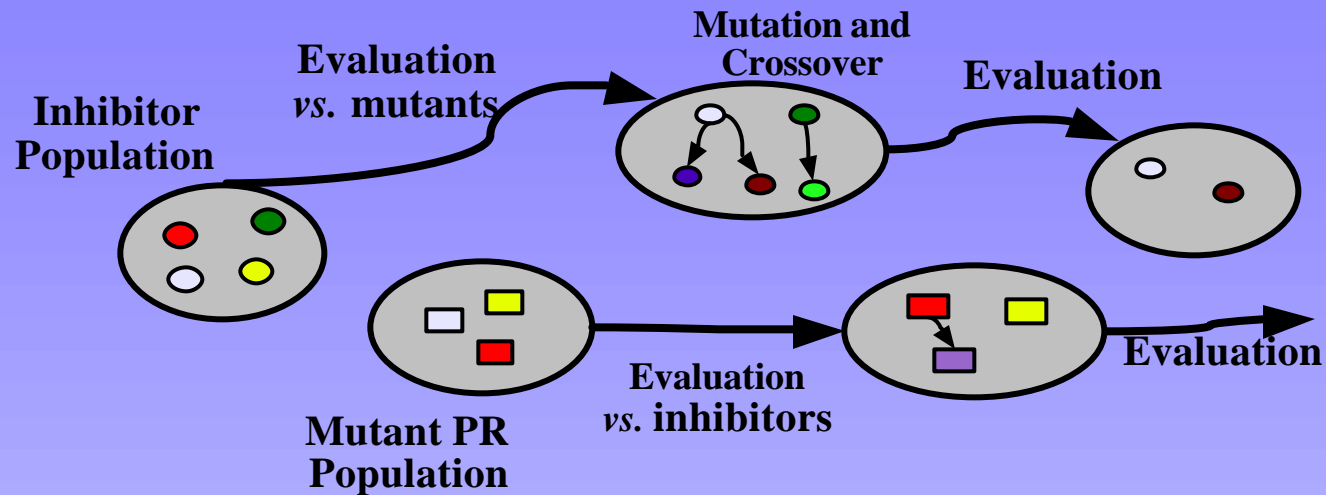 Inhibitor
Population
Evaluation
vs. mutants
Mutation and
Crossover
Evaluation
Mutant PR
Population
Evaluation
vs. inhibitors
Evaluation